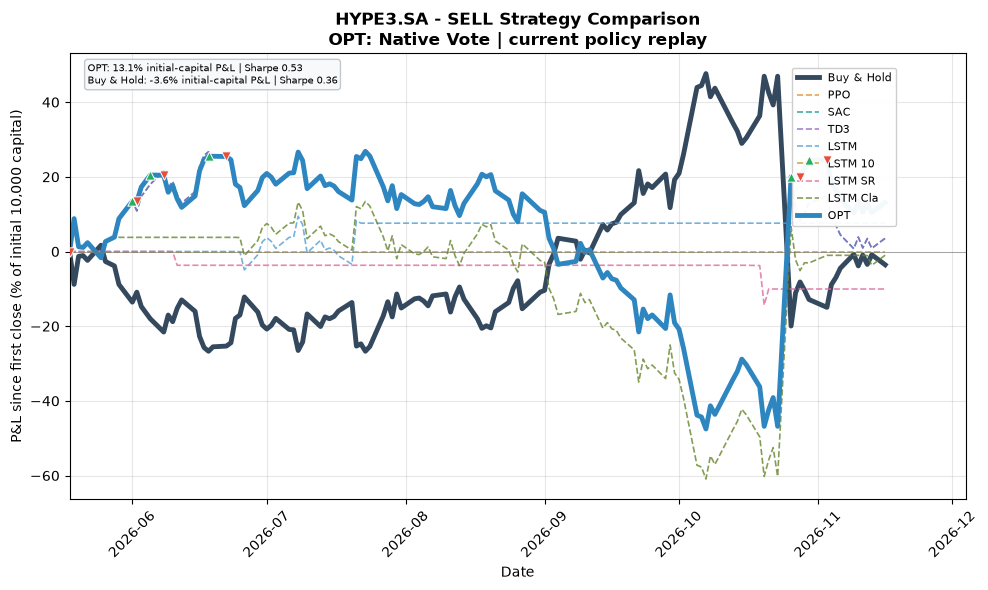 HYPE3.SA - SELL Strategy Comparison
OPT: Native Vote | current policy replay
OPT: 13.1% initial-capital P&L | Sharpe 0.53
Buy & Hold: -3.6% initial-capital P&L | Sharpe 0.36
Buy & Hold
PPO
SAC
TD3
LSTM
LSTM 10
LSTM SR
LSTM Cla
OPT
P&L since first close (% of initial 10,000 capital)
40
20
0
−20
−40
−60
2026-06
2026-07
2026-08
2026-09
2026-10
2026-11
2026-12
Date